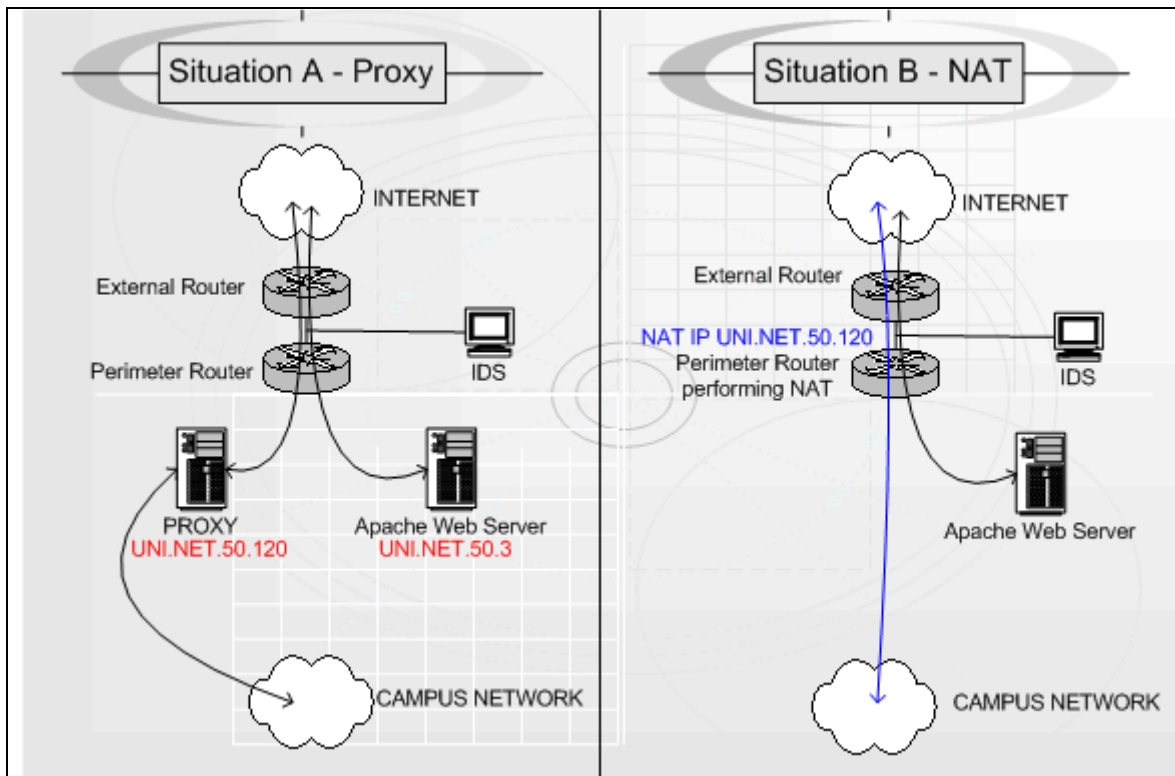 Situation A - Proxy
INTERNET
External Router
Perimeter Router
IDS
PROXY
UNI.NET.50.120
Apache Web Server
UNI.NET.50.3
CAMPUS NETWORK
Situation B - NAT
INTERNET
External Router
NAT IP UNI.NET.50.120
Perimeter Router
performing NAT
IDS
Apache Web Server
CAMPUS NETWORK